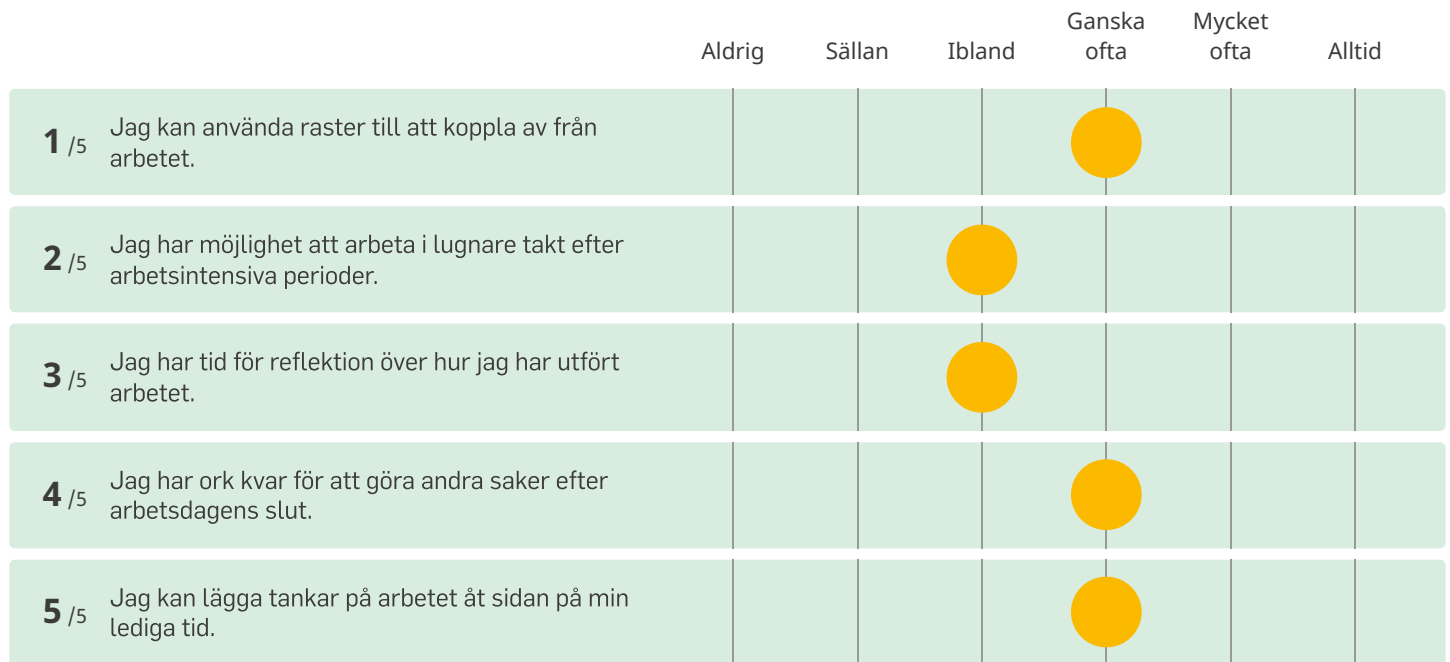 Aldrig Sällan Ibland Ganska ofta Mycket ofta Alltid
1 /5 Jag kan använda raster till att koppla av från
arbetet.
2 /5 Jag har möjlighet att arbeta i lugnare takt efter
arbetsintensiva perioder.
3 /5 Jag har tid för reflektion över hur jag har utfört
arbetet.
4 /5 Jag har ork kvar för att göra andra saker efter
arbetsdagens slut.
5 /5 Jag kan lägga tankar på arbetet åt sidan på min
lediga tid.